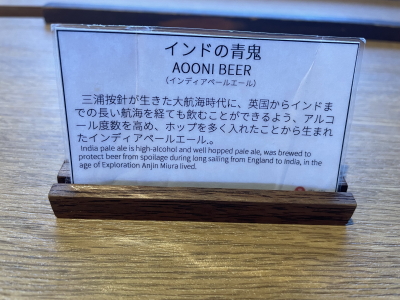 インドの青鬼
AOONI BEER
（インディアペールエール）
三浦按針が生きた大航海時代に、英国からインドま
での長い航海を経ても飲むことができるよう、アルコ
ール度数を高め、ホップを多く入れたことから生まれ
たインディアペールエール。。
India pale ale is high-alcohol and well hopped pale ale, was brewed to
protect beer from spoilage during long sailing from England to India, in the
age of Exploration Anjin Miura lived.